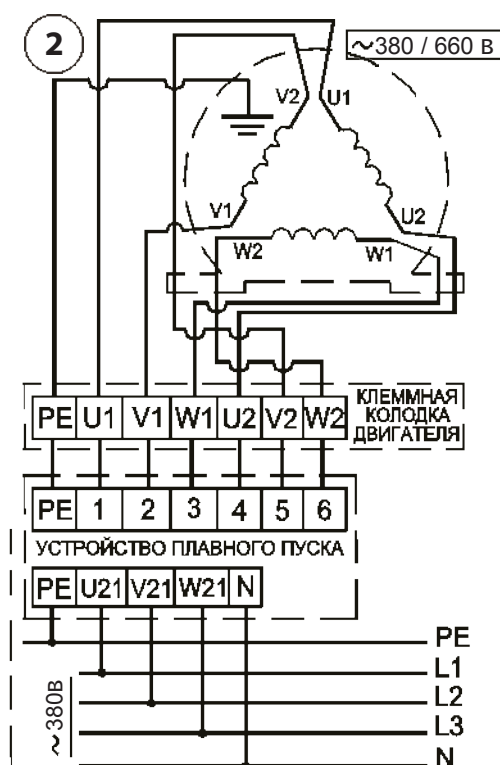 2
~380 / 660 В
V2 U1
V1 U2
W2 W1
PE U1 V1 W1 U2 V2 W2
КЛЕММНАЯ
КОЛОДКА
ДВИГАТЕЛЯ
PE 1 2 3 4 5 6
УСТРОЙСТВО ПЛАВНОГО ПУСКА
PE U21 V21 W21 N
PE
L1
L2
L3
N
~380В